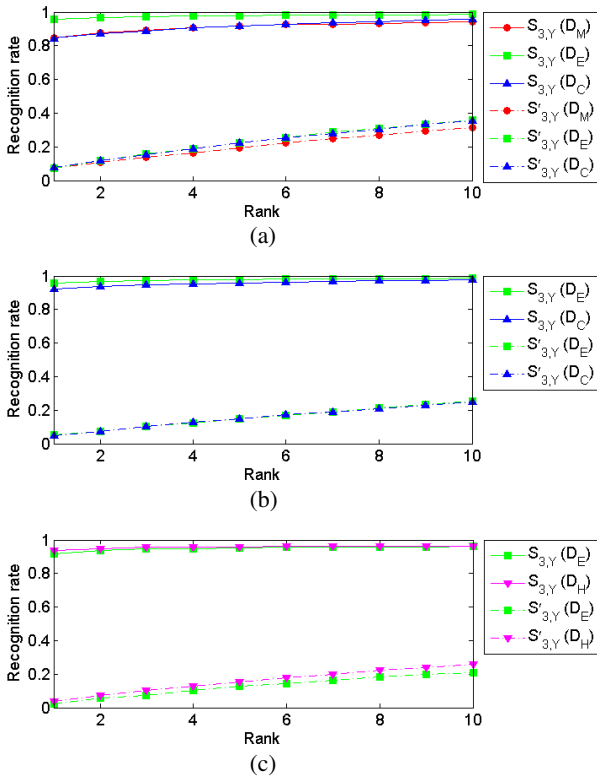 1
0.8
0.6
0.4
0.2
0
2
4
6
8
10
Recognition rate
Rank
S3,Y (DM)
S3,Y (DE)
S3,Y (DC)
S'3,Y (DM)
S'3,Y (DE)
S'3,Y (DC)
(a)
1
0.8
0.6
0.4
0.2
0
2
4
6
8
10
Recognition rate
Rank
S3,Y (DE)
S3,Y (DC)
S'3,Y (DE)
S'3,Y (DC)
(b)
1
0.8
0.6
0.4
0.2
0
2
4
6
8
10
Recognition rate
Rank
S3,Y (DE)
S3,Y (DH)
S'3,Y (DE)
S'3,Y (DH)
(c)